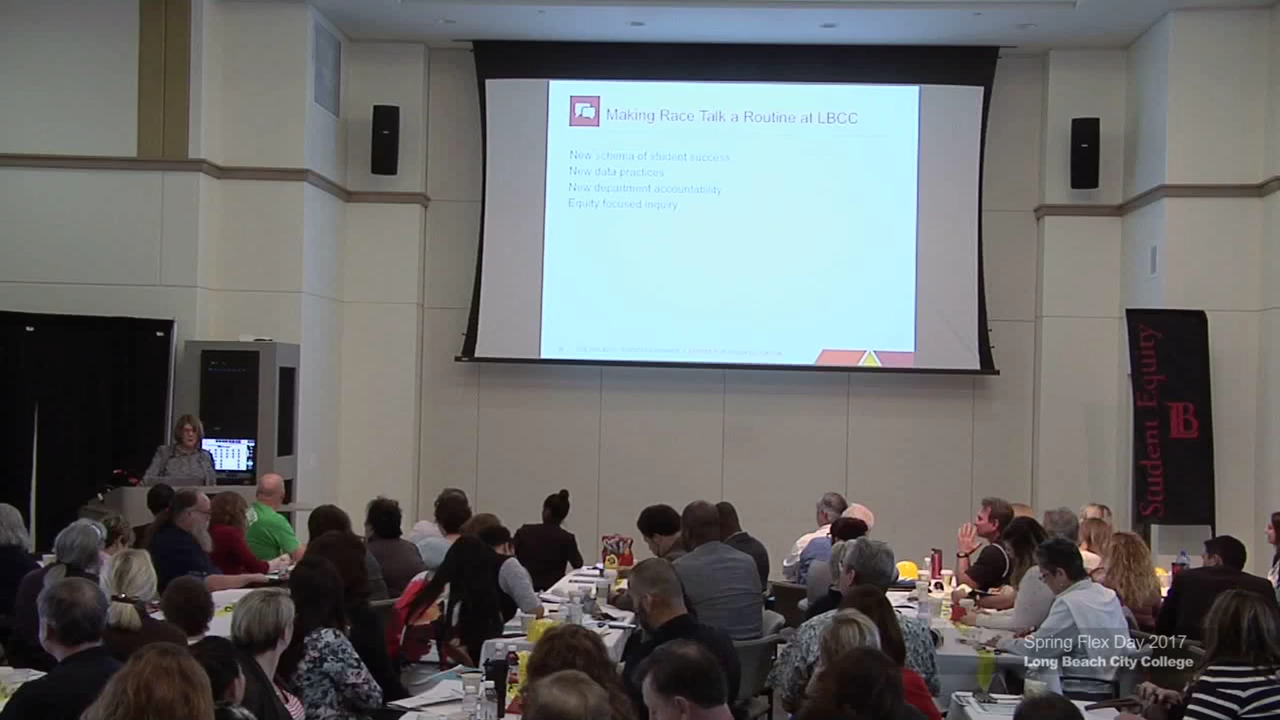 Making Race Talk a Routine at LBCC
New schema of student success
New data practices
New department accountability
Equity focused inquiry
Student Equity
LB
Spring Flex Day 2017
Long Beach City College